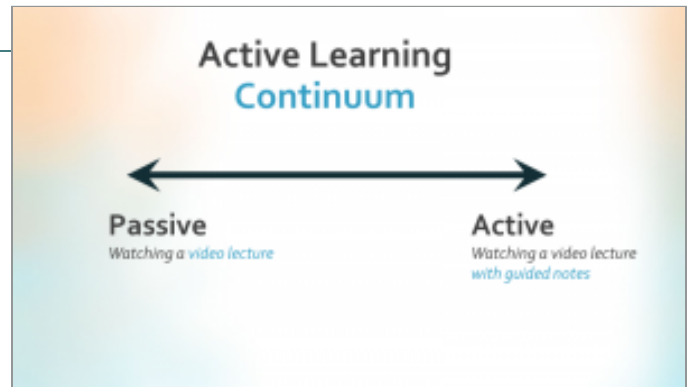 Active Learning
Continuum
Passive
Watching a video lecture
Active
Watching a video lecture
with guided notes